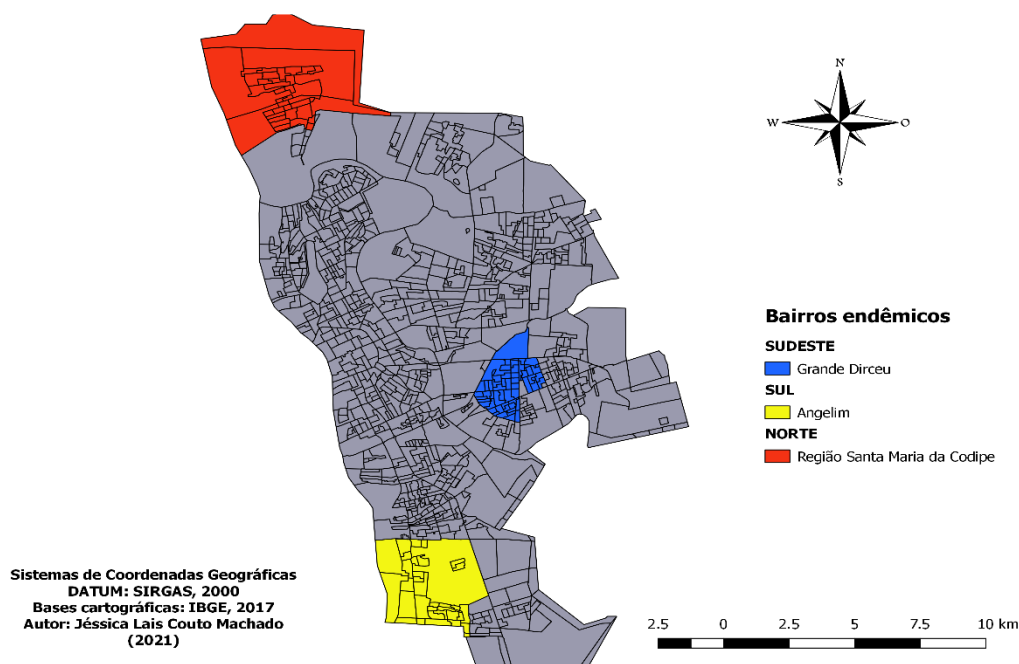 N
W
O
S
Bairros endêmicos
SUDESTE
Grande Dirceu
SUL
Angelim
NORTE
Região Santa Maria da Codipe
Sistemas de Coordenadas Geográficas
DATUM: SIRGAS, 2000
Bases cartográficas: IBGE, 2017
Autor: Jéssica Lais Couto Machado
(2021)
2.5 0 2.5 5 7.5 10 km